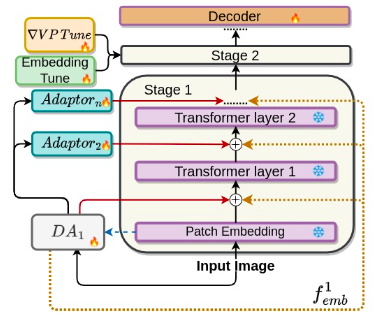 Decoder
∇VPTune
Stage 2
Embedding
Tune
Stage 1
Adaptor_n
Transformer layer 2
Adaptor_2
Transformer layer 1
DA_1
Patch Embedding
Input Image
f^1_{emb}